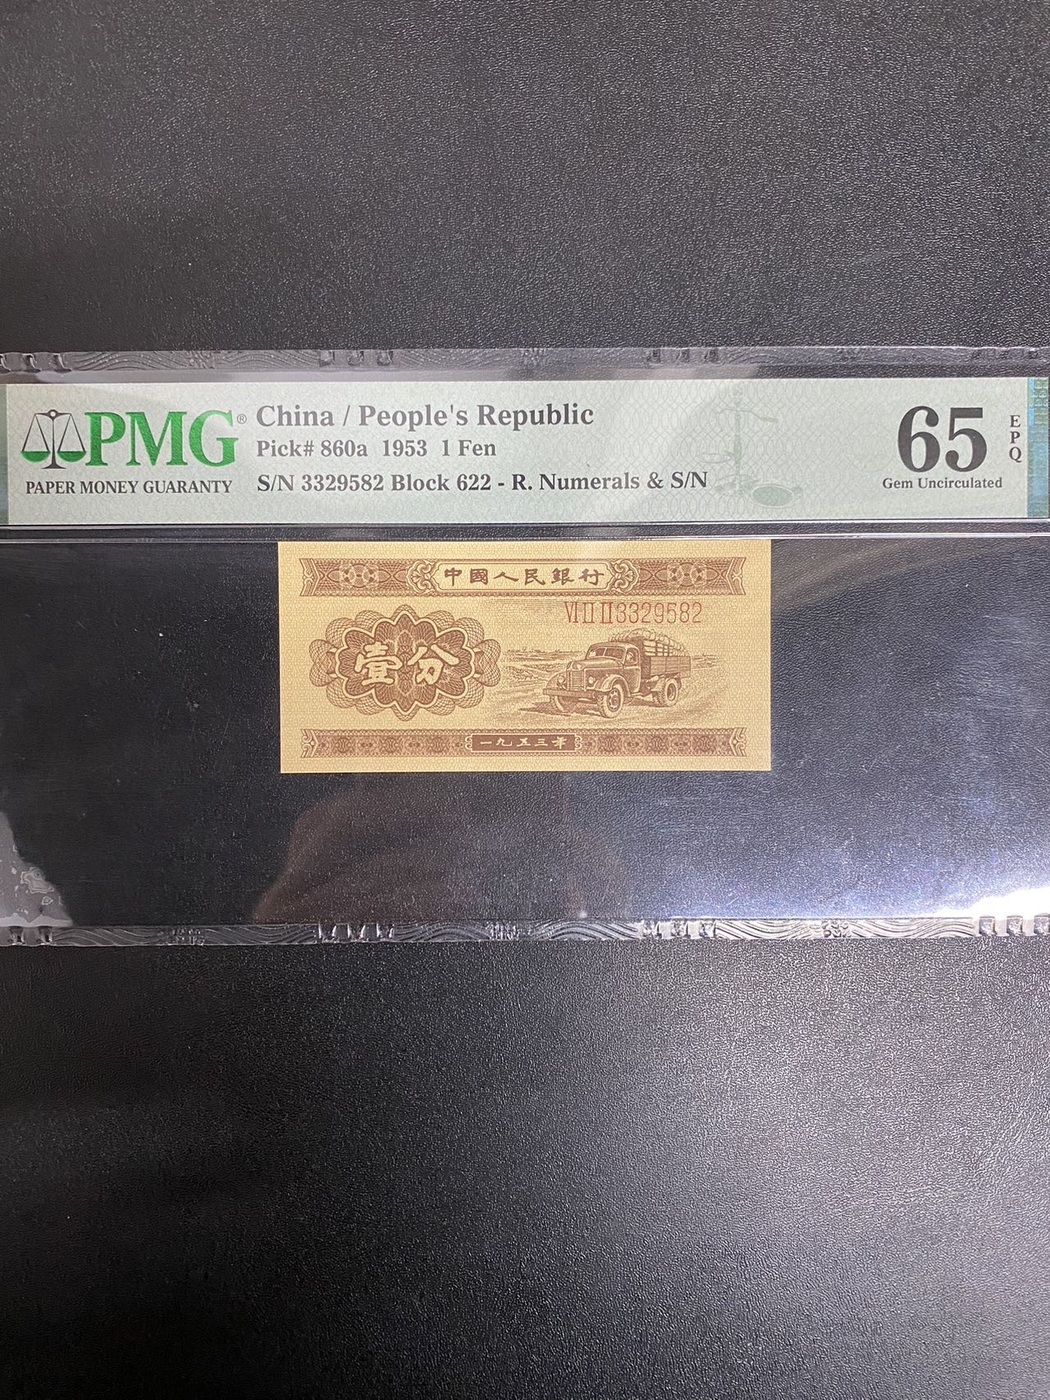 PMG®
PAPER MONEY GUARANTY
China / People's Republic
Pick# 860a 1953 1 Fen
S/N 3329582 Block 622 - R. Numerals & S/N
65
EPQ
Gem Uncirculated
中國人民銀行
VI II II 3329582
壹分
一九五三年